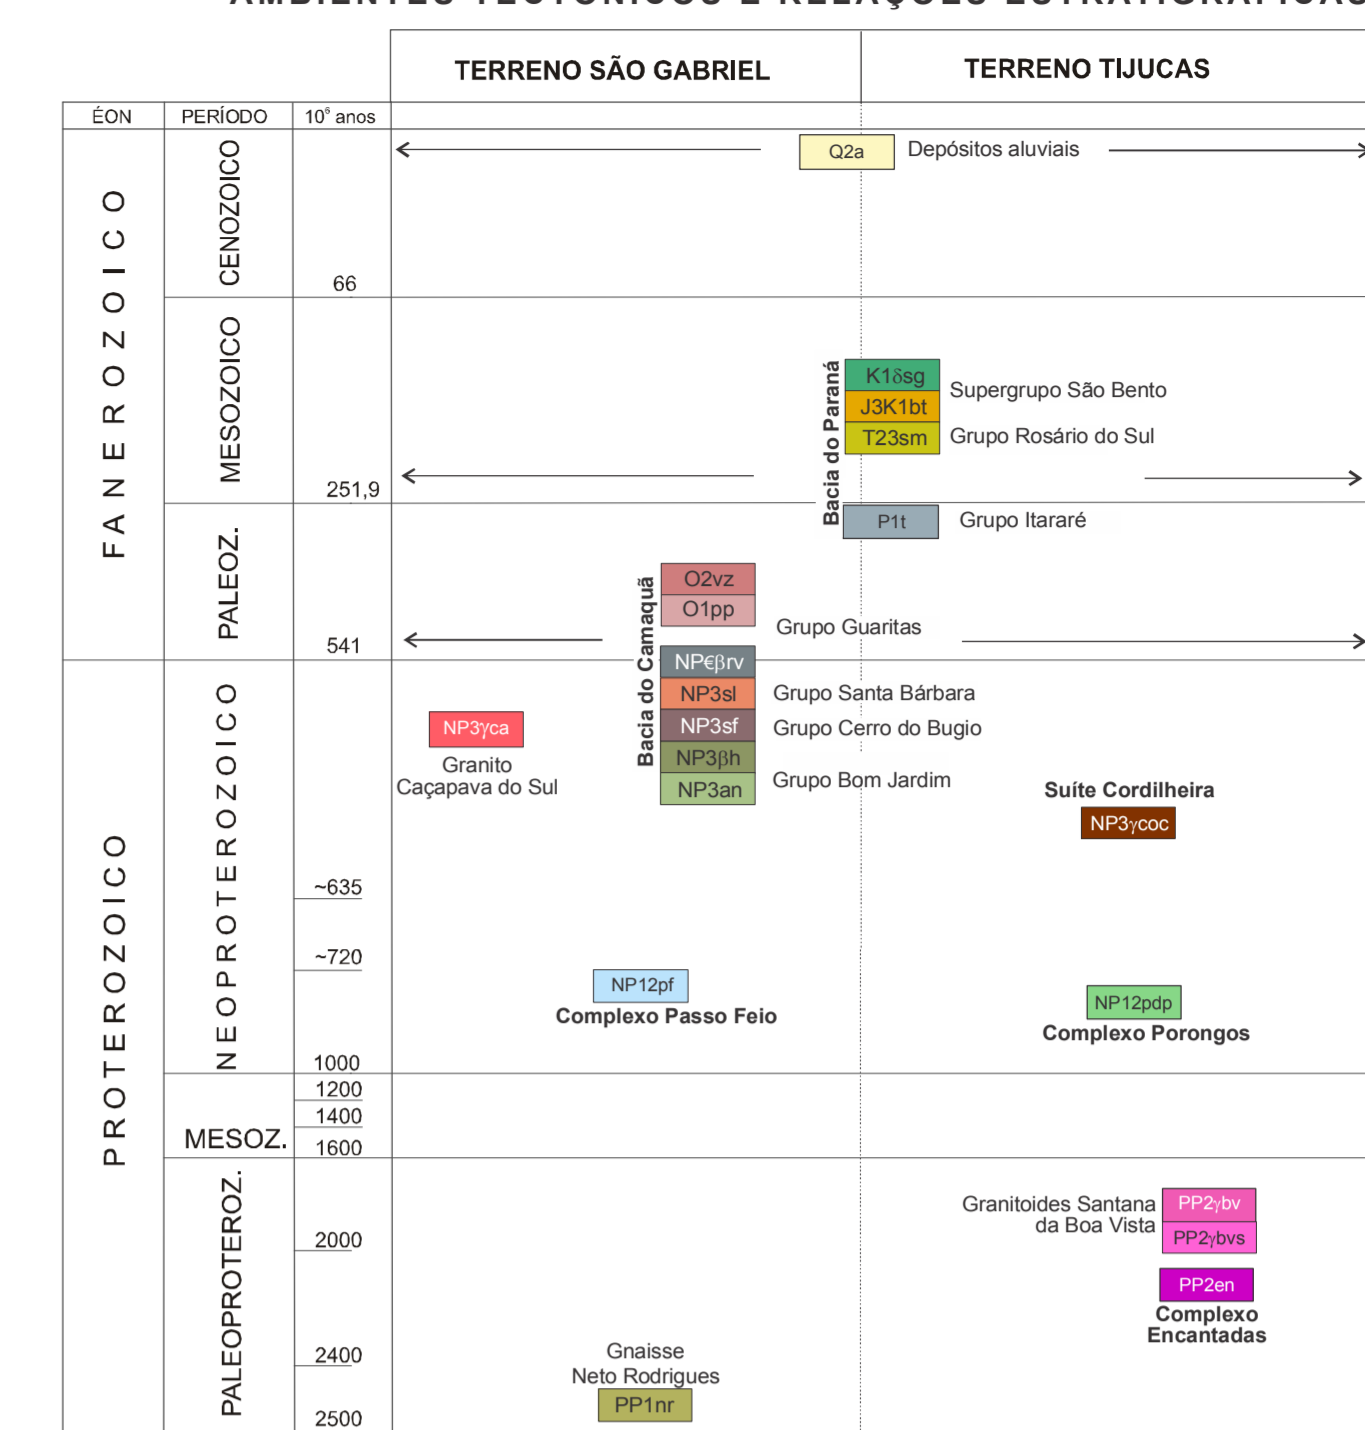 AMBIENTES TECTÔNICOS E RELAÇÕES ESTRATIGRÁFICAS
TERRENO SÃO GABRIEL
TERRENO TIJUCAS
ÉON
PERÍODO
10⁶ anos
FANEROZOICO
CENOZOICO
Q2a
Depósitos aluviais
66
MESOZOICO
Bacia do Paraná
K1δsg
J3K1bt
Supergrupo São Bento
T23sm
Grupo Rosário do Sul
251,9
PALEOZ.
P1t
Grupo Itararé
Bacia do Camaquã
O2vz
O1pp
Grupo Guaritas
541
PROTEROZOICO
NEOPROTEROZOICO
NP€βrv
NP3sl
Grupo Santa Bárbara
NP3sf
Grupo Cerro do Bugio
NP3βh
NP3an
Grupo Bom Jardim
NP3γca
Granito
Caçapava do Sul
Suíte Cordilheira
NP3γcoc
~635
~720
NP12pf
Complexo Passo Feio
NP12pdp
Complexo Porongos
1000
1200
1400
MESOZ.
1600
PALEOPROTEROZ.
Granitoides Santana
da Boa Vista
PP2γbv
PP2γbvs
2000
PP2en
Complexo
Encantadas
2400
Gnaisse
Neto Rodrigues
PP1nr
2500